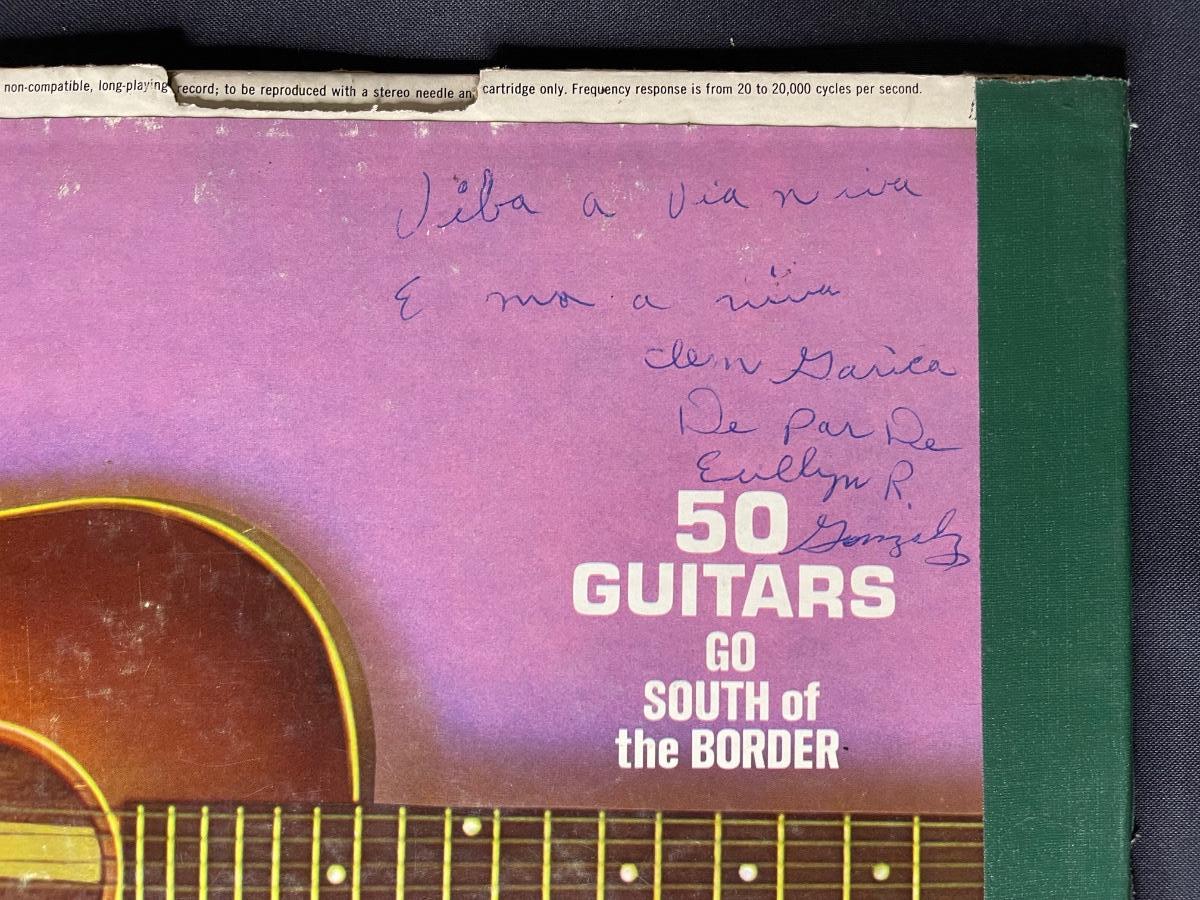 non-compatible, long-playing record; to be reproduced with a stereo needle an cartridge only. Frequency response is from 20 to 20,000 cycles per second.
Viba a via niva
E ma a niva
clem Garica
De par De
Evellyn R.
Gonzalz
50
GUITARS
GO
SOUTH of
the BORDER